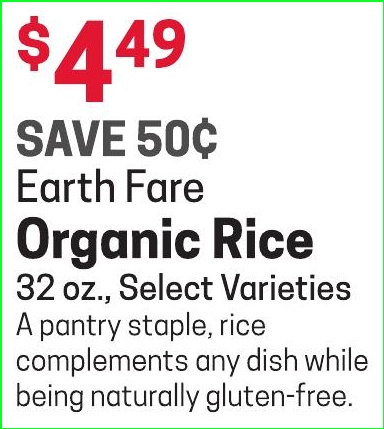 $4.49
SAVE 50¢
Earth Fare
Organic Rice
32 oz., Select Varieties
A pantry staple, rice
complements any dish while
being naturally gluten-free.